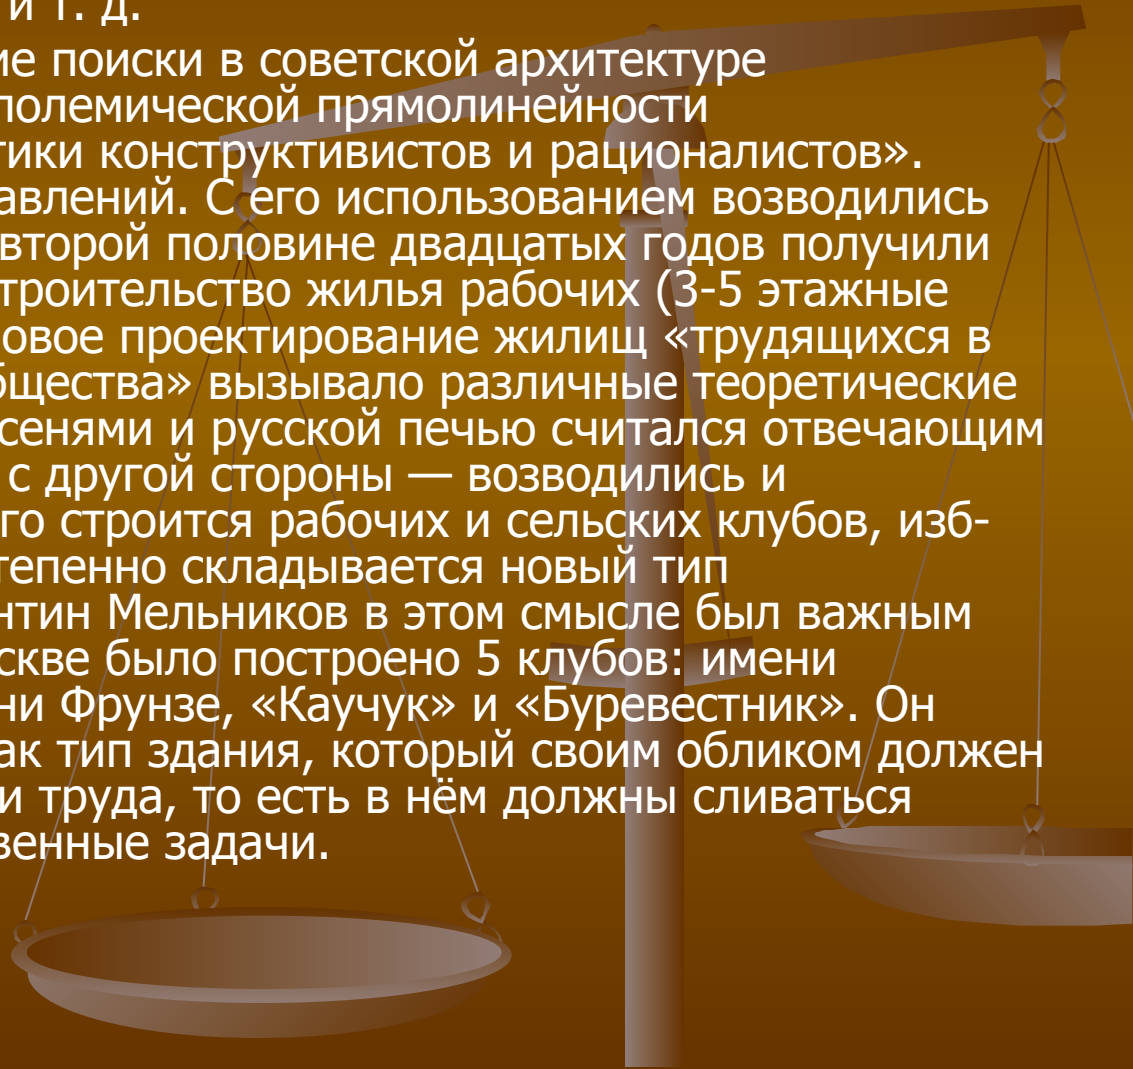 и т. д.
ие поиски в советской архитектуре
полемической прямолинейности
тики конструктивистов и рационалистов».
авлений. С его использованием возводились
второй половине двадцатых годов получили
троительство жилья рабочих (3-5 этажные
овое проектирование жилищ «трудящихся в
бщества» вызывало различные теоретические
сенями и русской печью считался отвечающим
с другой стороны — возводились и
го строится рабочих и сельских клубов, изб-
тепенно складывается новый тип
нтин Мельников в этом смысле был важным
скве было построено 5 клубов: имени
ни Фрунзе, «Каучук» и «Буревестник». Он
ак тип здания, который своим обликом должен
и труда, то есть в нём должны сливаться
венные задачи.